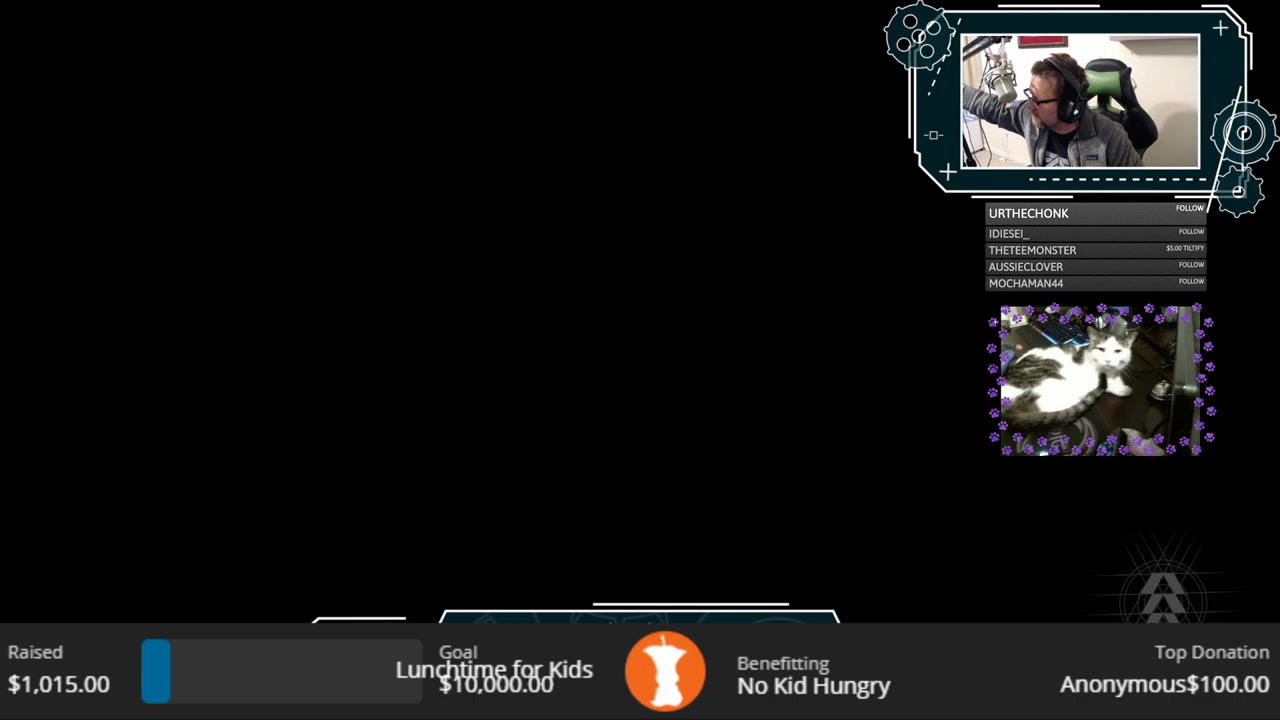 URTHECHONK FOLLOW
IDIESEI_ FOLLOW
THETEEMONSTER $5.00 TILTIFY
AUSSIECLOVER FOLLOW
MOCHAMAN44 FOLLOW
Raised
$1,015.00
Goal
$10,000.00
Lunchtime for Kids
Benefitting
No Kid Hungry
Top Donation
Anonymous$100.00